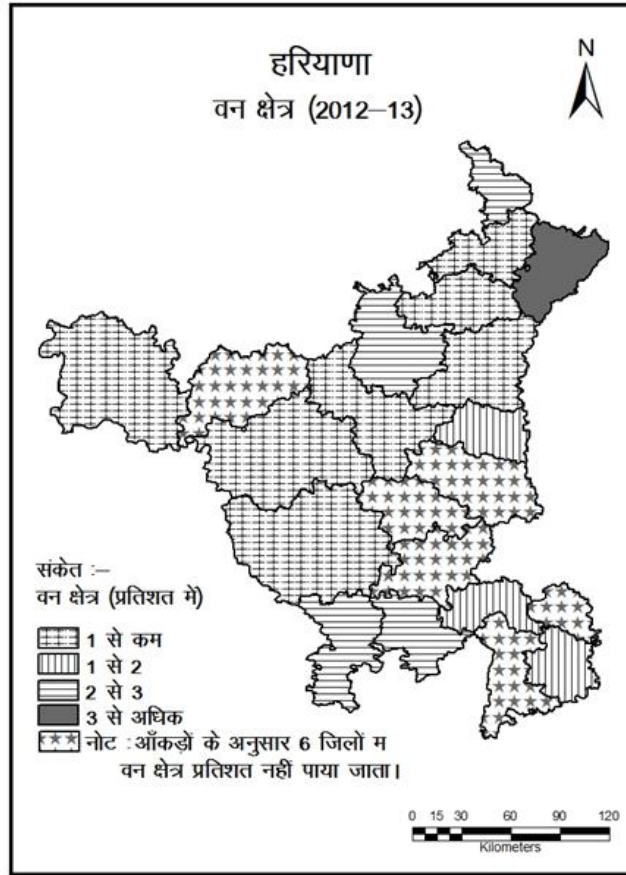 हरियाणा
वन क्षेत्र (2012–13)
N
संकेत :–
वन क्षेत्र (प्रतिशत में)
1 से कम
1 से 2
2 से 3
3 से अधिक
नोट : आँकड़ों के अनुसार 6 जिलों म
वन क्षेत्र प्रतिशत नहीं पाया जाता।
0 15 30 60 90 120
Kilometers